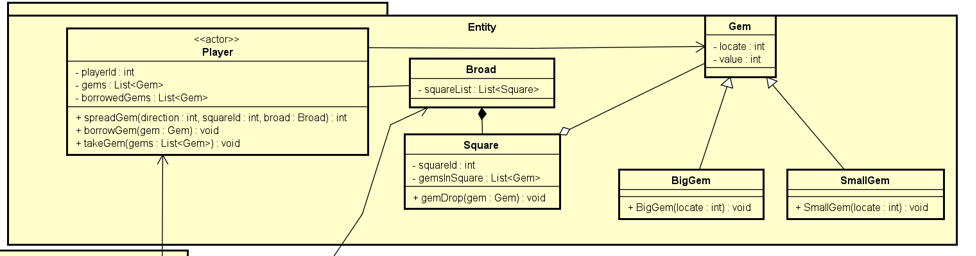 Entity
<<actor>>
Player
- playerId : int
- gems : List<Gem>
- borrowedGems : List<Gem>
+ spreadGem(direction : int, squareId : int, broad : Broad) : int
+ borrowGem(gem : Gem) : void
+ takeGem(gems : List<Gem>) : void
Broad
- squareList : List<Square>
Square
- squareId : int
- gemsInSquare : List<Gem>
+ gemDrop(gem : Gem) : void
Gem
- locate : int
- value : int
BigGem
+ BigGem(locate : int) : void
SmallGem
+ SmallGem(locate : int) : void